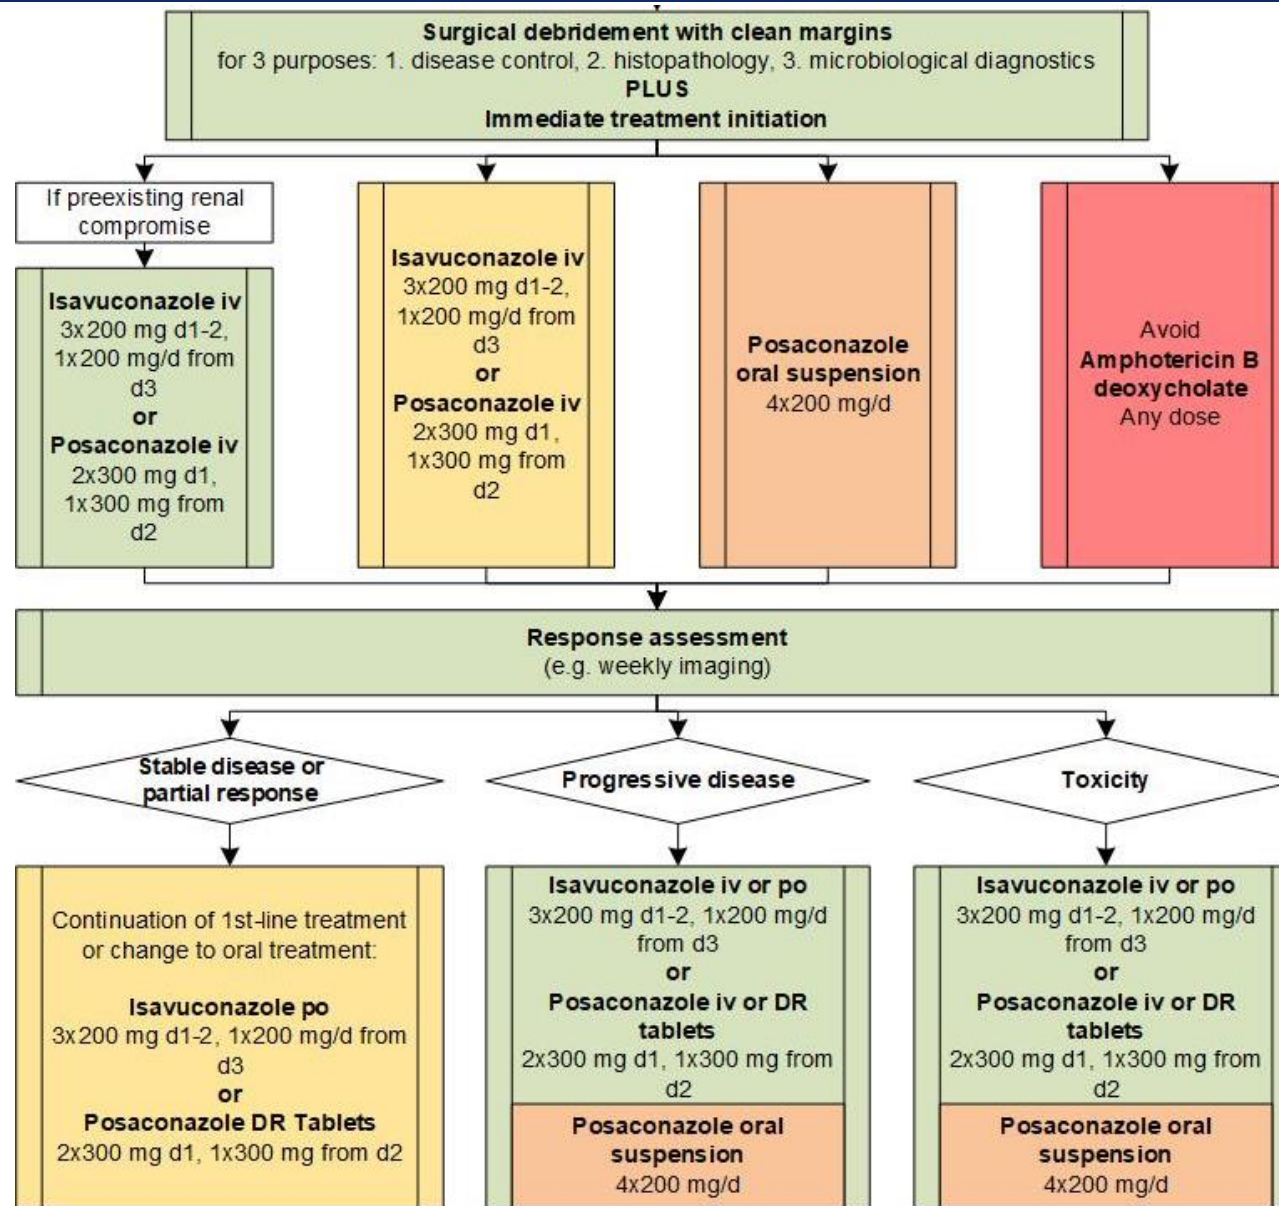 Surgical debridement with clean margins
for 3 purposes: 1. disease control, 2. histopathology, 3. microbiological diagnostics
PLUS
Immediate treatment initiation
If preexisting renal
compromise
Isavuconazole iv
3x200 mg d1-2,
1x200 mg/d from
d3
or
Posaconazole iv
2x300 mg d1,
1x300 mg from
d2
Isavuconazole iv
3x200 mg d1-2,
1x200 mg/d from
d3
or
Posaconazole iv
2x300 mg d1,
1x300 mg from
d2
Posaconazole
oral suspension
4x200 mg/d
Avoid
Amphotericin B
deoxycholate
Any dose
Response assessment
(e.g. weekly imaging)
Stable disease or
partial response
Progressive disease
Toxicity
Continuation of 1st-line treatment
or change to oral treatment:
Isavuconazole po
3x200 mg d1-2, 1x200 mg/d from
d3
or
Posaconazole DR Tablets
2x300 mg d1, 1x300 mg from d2
Isavuconazole iv or po
3x200 mg d1-2, 1x200 mg/d
from d3
or
Posaconazole iv or DR
tablets
2x300 mg d1, 1x300 mg from
d2
Posaconazole oral
suspension
4x200 mg/d
Isavuconazole iv or po
3x200 mg d1-2, 1x200 mg/d
from d3
or
Posaconazole iv or DR
tablets
2x300 mg d1, 1x300 mg from
d2
Posaconazole oral
suspension
4x200 mg/d